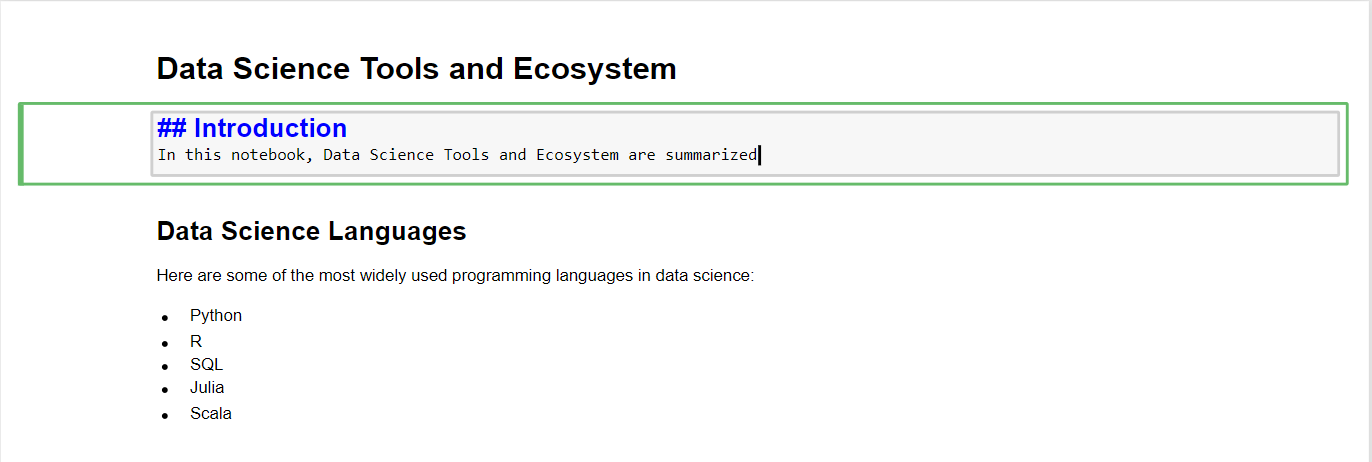 Data Science Tools and Ecosystem
## Introduction
In this notebook, Data Science Tools and Ecosystem are summarized
Data Science Languages
Here are some of the most widely used programming languages in data science:
• Python
• R
• SQL
• Julia
• Scala